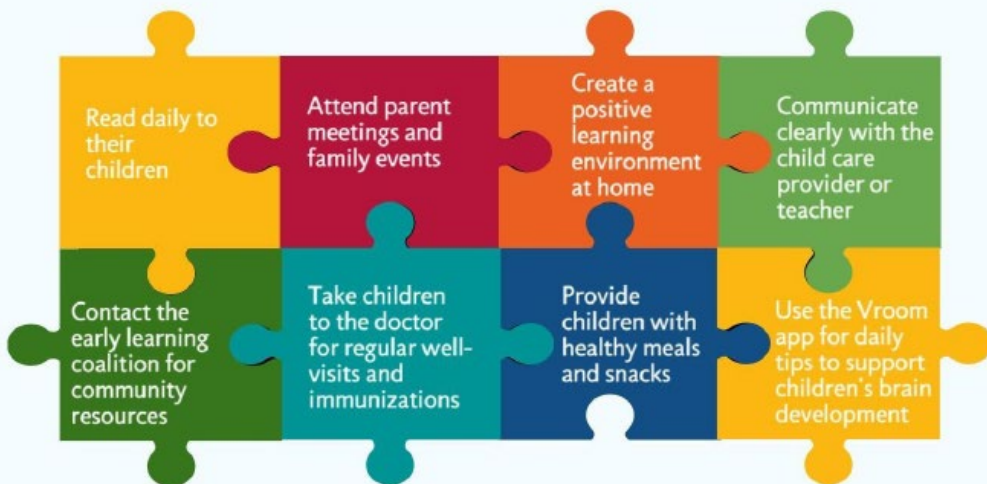 Read daily to
their
children
Attend parent
meetings and
family events
Create a
positive
learning
environment
at home
Communicate
clearly with the
child care
provider or
teacher
Contact the
early learning
coalition for
community
resources
Take children
to the doctor
for regular well-
visits and
immunizations
Provide
children with
healthy meals
and snacks
Use the Vroom
app for daily
tips to support
children's brain
development